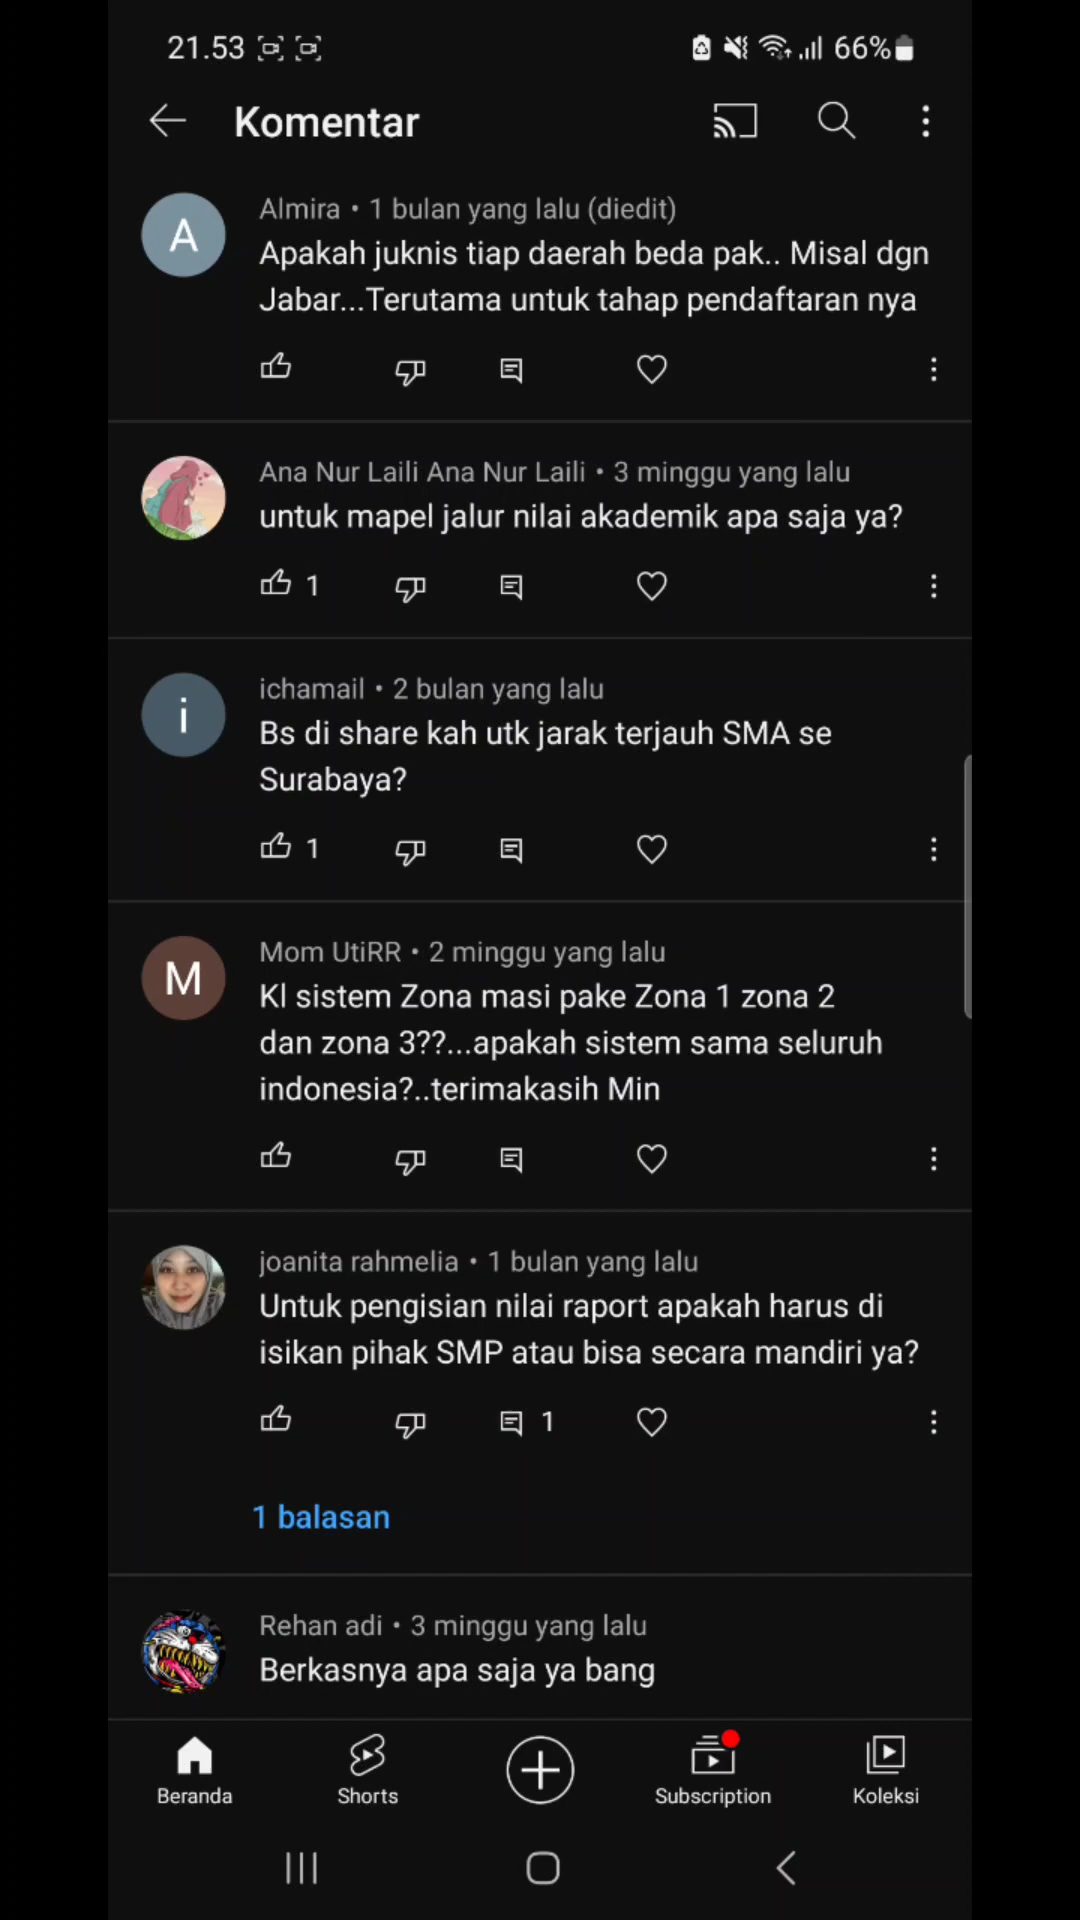 21.53
66%
Komentar
A
Almira • 1 bulan yang lalu (diedit)
Apakah juknis tiap daerah beda pak.. Misal dgn
Jabar...Terutama untuk tahap pendaftaran nya
Ana Nur Laili Ana Nur Laili • 3 minggu yang lalu
untuk mapel jalur nilai akademik apa saja ya?
1
i
ichamail • 2 bulan yang lalu
Bs di share kah utk jarak terjauh SMA se
Surabaya?
1
M
Mom UtiRR • 2 minggu yang lalu
Kl sistem Zona masi pake Zona 1 zona 2
dan zona 3??...apakah sistem sama seluruh
indonesia?..terimakasih Min
joanita rahmelia • 1 bulan yang lalu
Untuk pengisian nilai raport apakah harus di
isikan pihak SMP atau bisa secara mandiri ya?
1
1 balasan
Rehan adi • 3 minggu yang lalu
Berkasnya apa saja ya bang
Beranda
Shorts
Subscription
Koleksi